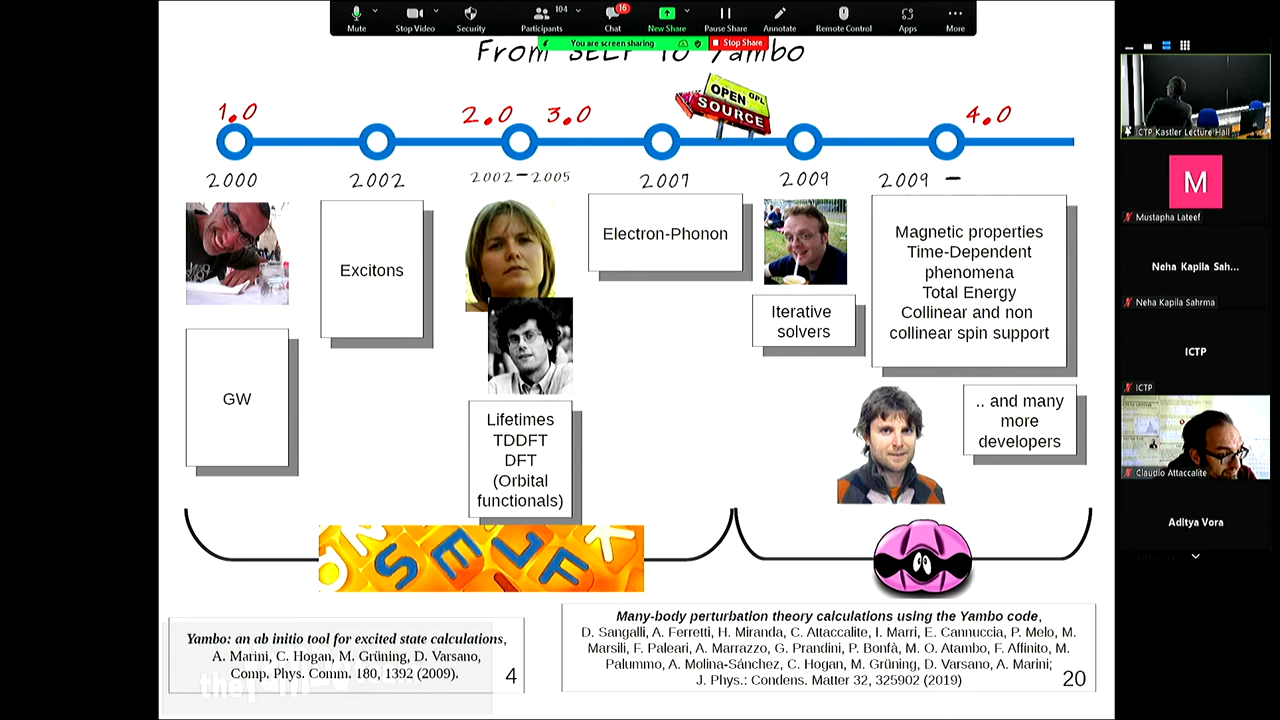 Mute
Stop Video
Security
Participants
104
Chat
16
New Share
Pause Share
Annotate
Remote Control
Apps
More
You are screen sharing
Stop Share
From SELF to Yambo
1.0
2.0
3.0
OPEN GPL
SOURCE
4.0
2000
2002
2002-2005
2007
2009
2009 -
GW
Excitons
Lifetimes
TDDFT
DFT
(Orbital
functionals)
Electron-Phonon
Iterative
solvers
Magnetic properties
Time-Dependent
phenomena
Total Energy
Collinear and non
collinear spin support
.. and many
more
developers
SELF
Yambo: an ab initio tool for excited state calculations,
A. Marini, C. Hogan, M. Grüning, D. Varsano,
Comp. Phys. Comm. 180, 1392 (2009).
4
Many-body perturbation theory calculations using the Yambo code,
D. Sangalli, A. Ferretti, H. Miranda, C. Attaccalite, I. Marri, E. Cannuccia, P. Melo, M.
Marsili, F. Paleari, A. Marrazzo, G. Prandini, P. Bonfà, M. O. Atambo, F. Affinito, M.
Palummo, A. Molina-Sánchez, C. Hogan, M. Grüning, D. Varsano, A. Marini;
J. Phys.: Condens. Matter 32, 325902 (2019)
20
ICTP Kastler Lecture Hall
M
Mustapha Lateef
Neha Kapila Sah...
Neha Kapila Sahrma
ICTP
ICTP
Claudio Attaccalite
Aditya Vora